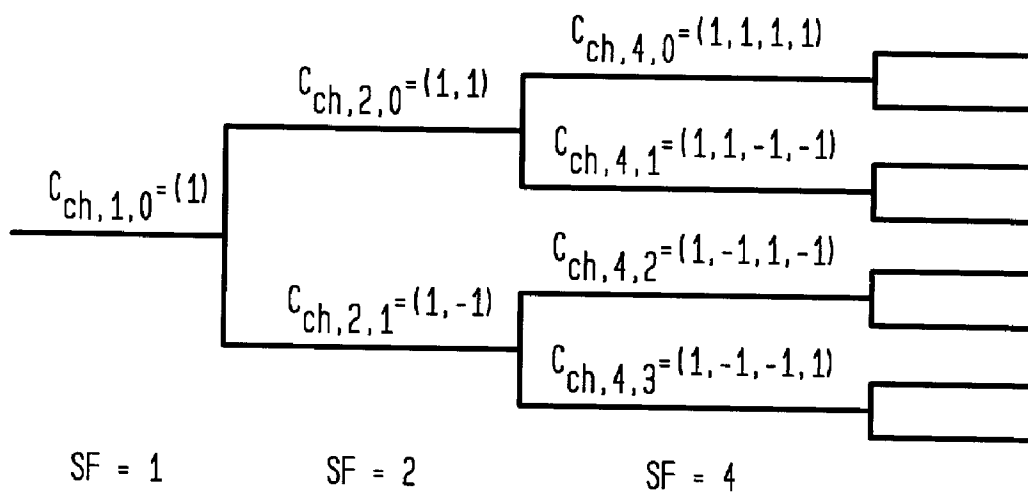 C_ch,4,0=(1,1,1,1)
C_ch,2,0=(1,1)
C_ch,4,1=(1,1,-1,-1)
C_ch,1,0=(1)
C_ch,4,2=(1,-1,1,-1)
C_ch,2,1=(1,-1)
C_ch,4,3=(1,-1,-1,1)
SF = 1
SF = 2
SF = 4